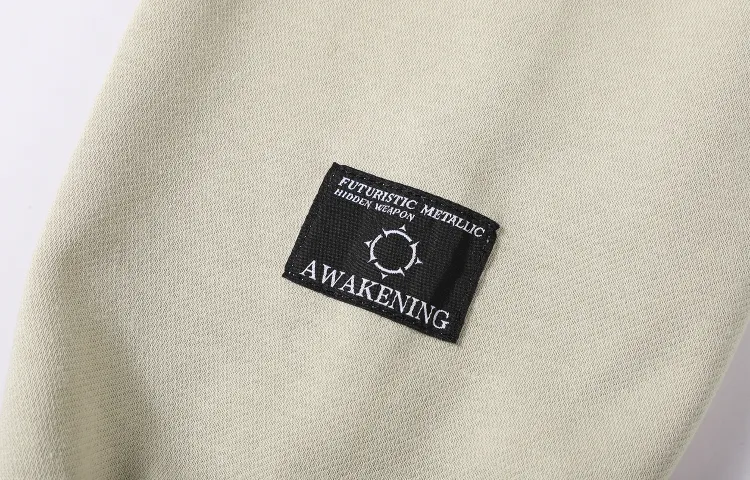 FUTURISTIC METALLIC
HIDDEN WEAPON
AWAKENING